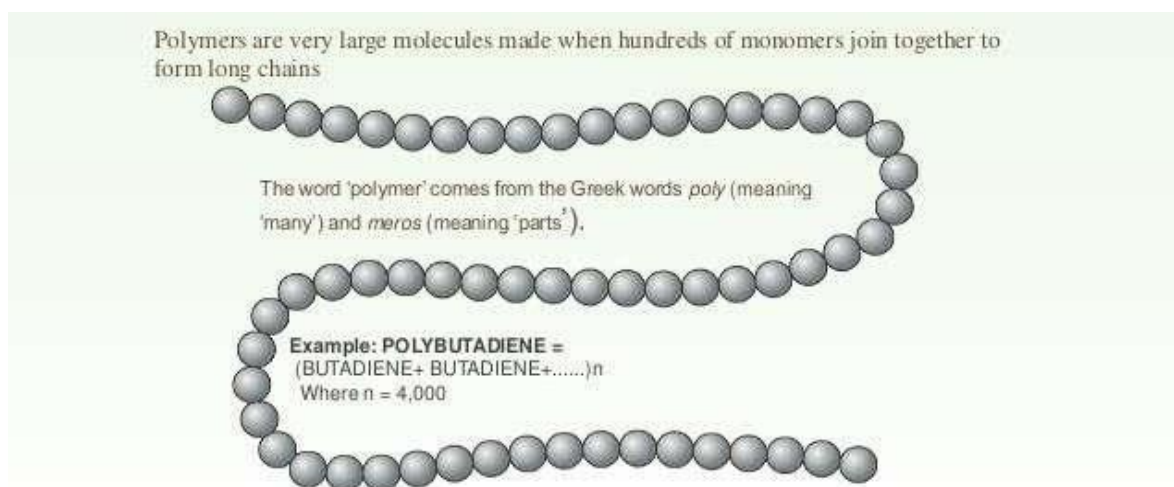 Polymers are very large molecules made when hundreds of monomers join together to
form long chains
The word 'polymer' comes from the Greek words poly (meaning
'many') and meros (meaning 'parts').
Example: POLYBUTADIENE =
(BUTADIENE+ BUTADIENE+......)n
Where n = 4,000